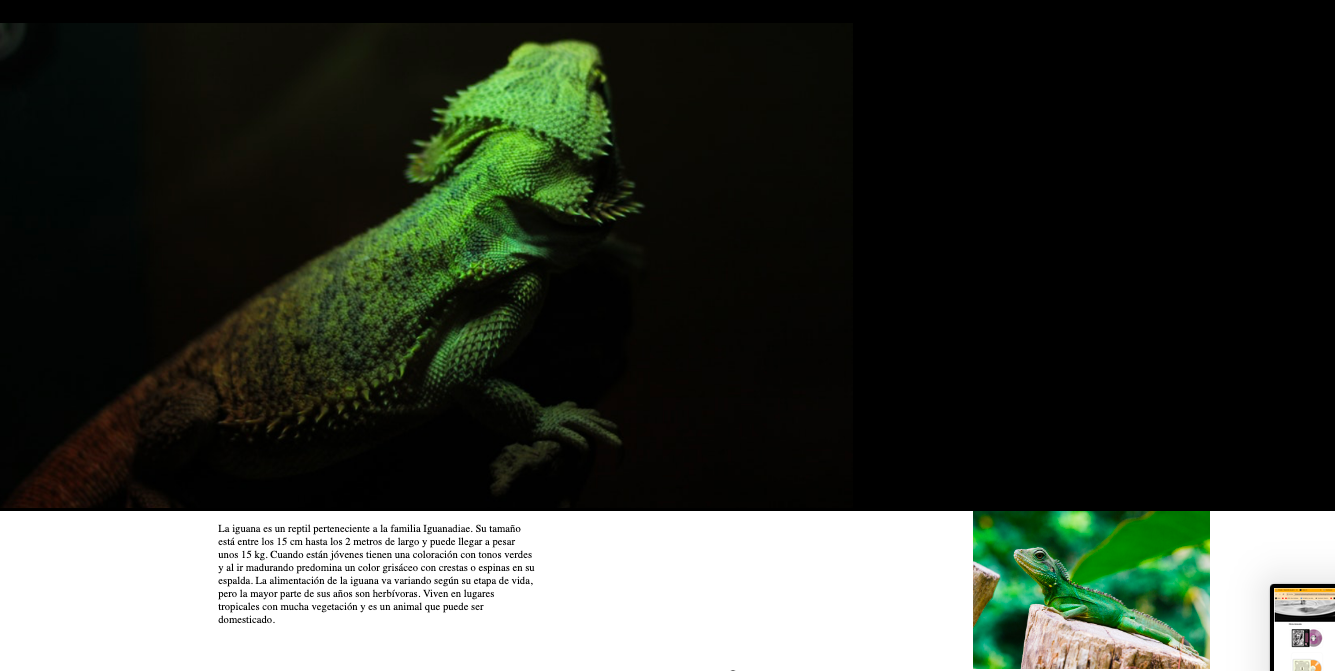 La iguana es un reptil perteneciente a la familia Iguanadiae. Su tamaño
está entre los 15 cm hasta los 2 metros de largo y puede llegar a pesar
unos 15 kg. Cuando están jóvenes tienen una coloración con tonos verdes
y al ir madurando predomina un color grisáceo con crestas o espinas en su
espalda. La alimentación de la iguana va variando según su etapa de vida,
pero la mayor parte de sus años son herbívoras. Viven en lugares
tropicales con mucha vegetación y es un animal que puede ser
domesticado.